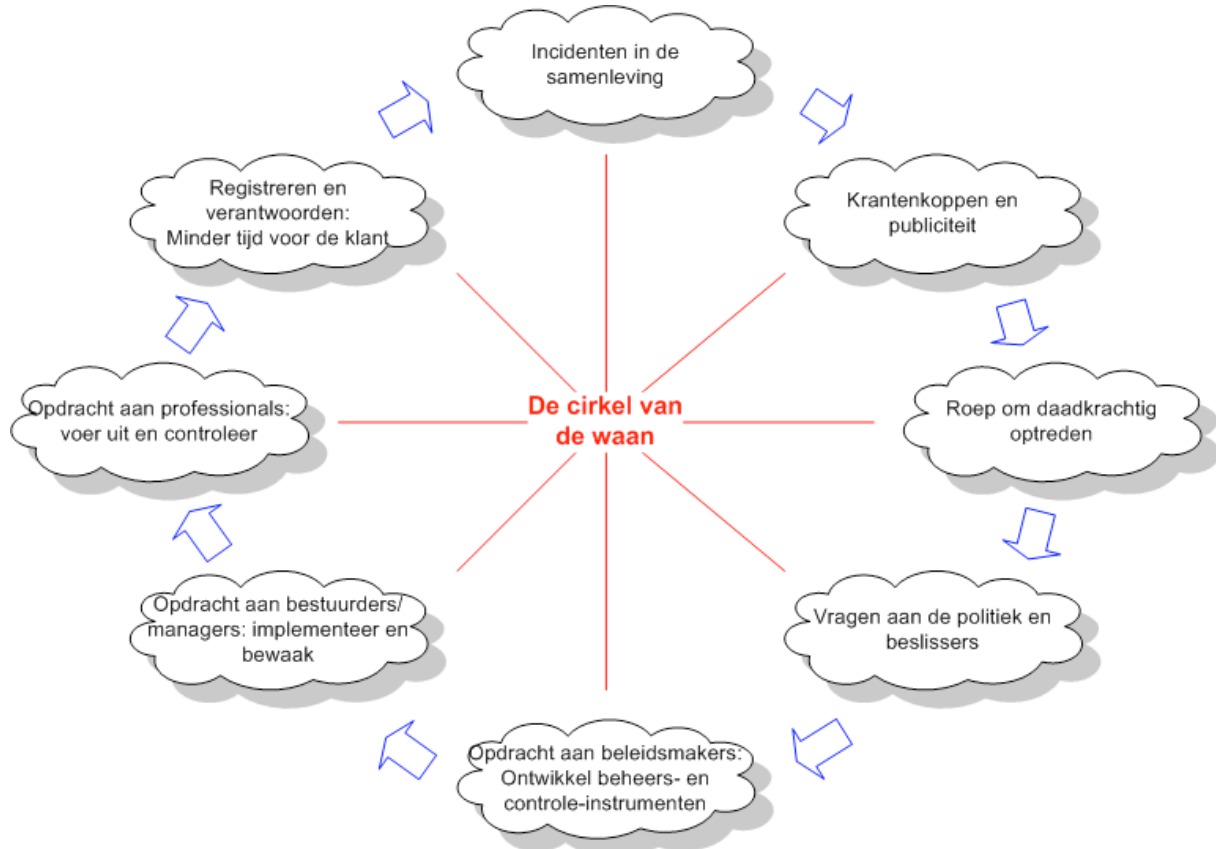 Incidenten in de
samenleving
Krantenkoppen en
publiciteit
Roep om daadkrachtig
optreden
Vragen aan de politiek en
beslissers
Opdracht aan beleidsmakers:
Ontwikkel beheers- en
controle-instrumenten
Opdracht aan bestuurders/
managers: implementeer en
bewaak
Opdracht aan professionals:
voer uit en controleer
Registreren en
verantwoorden:
Minder tijd voor de klant
De cirkel van
de waan